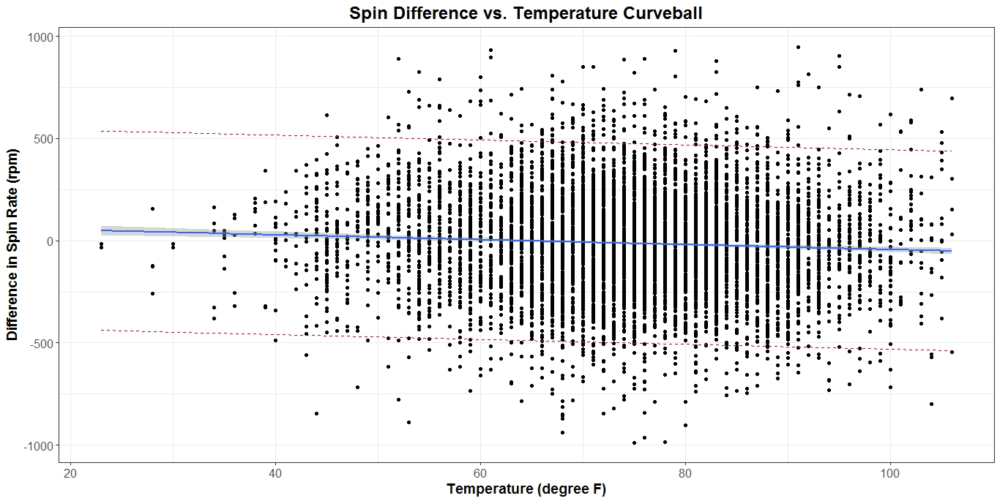 Spin Difference vs. Temperature Curveball
Difference in Spin Rate (rpm)
1000
500
0
-500
-1000
20 40 60 80 100
Temperature (degree F)